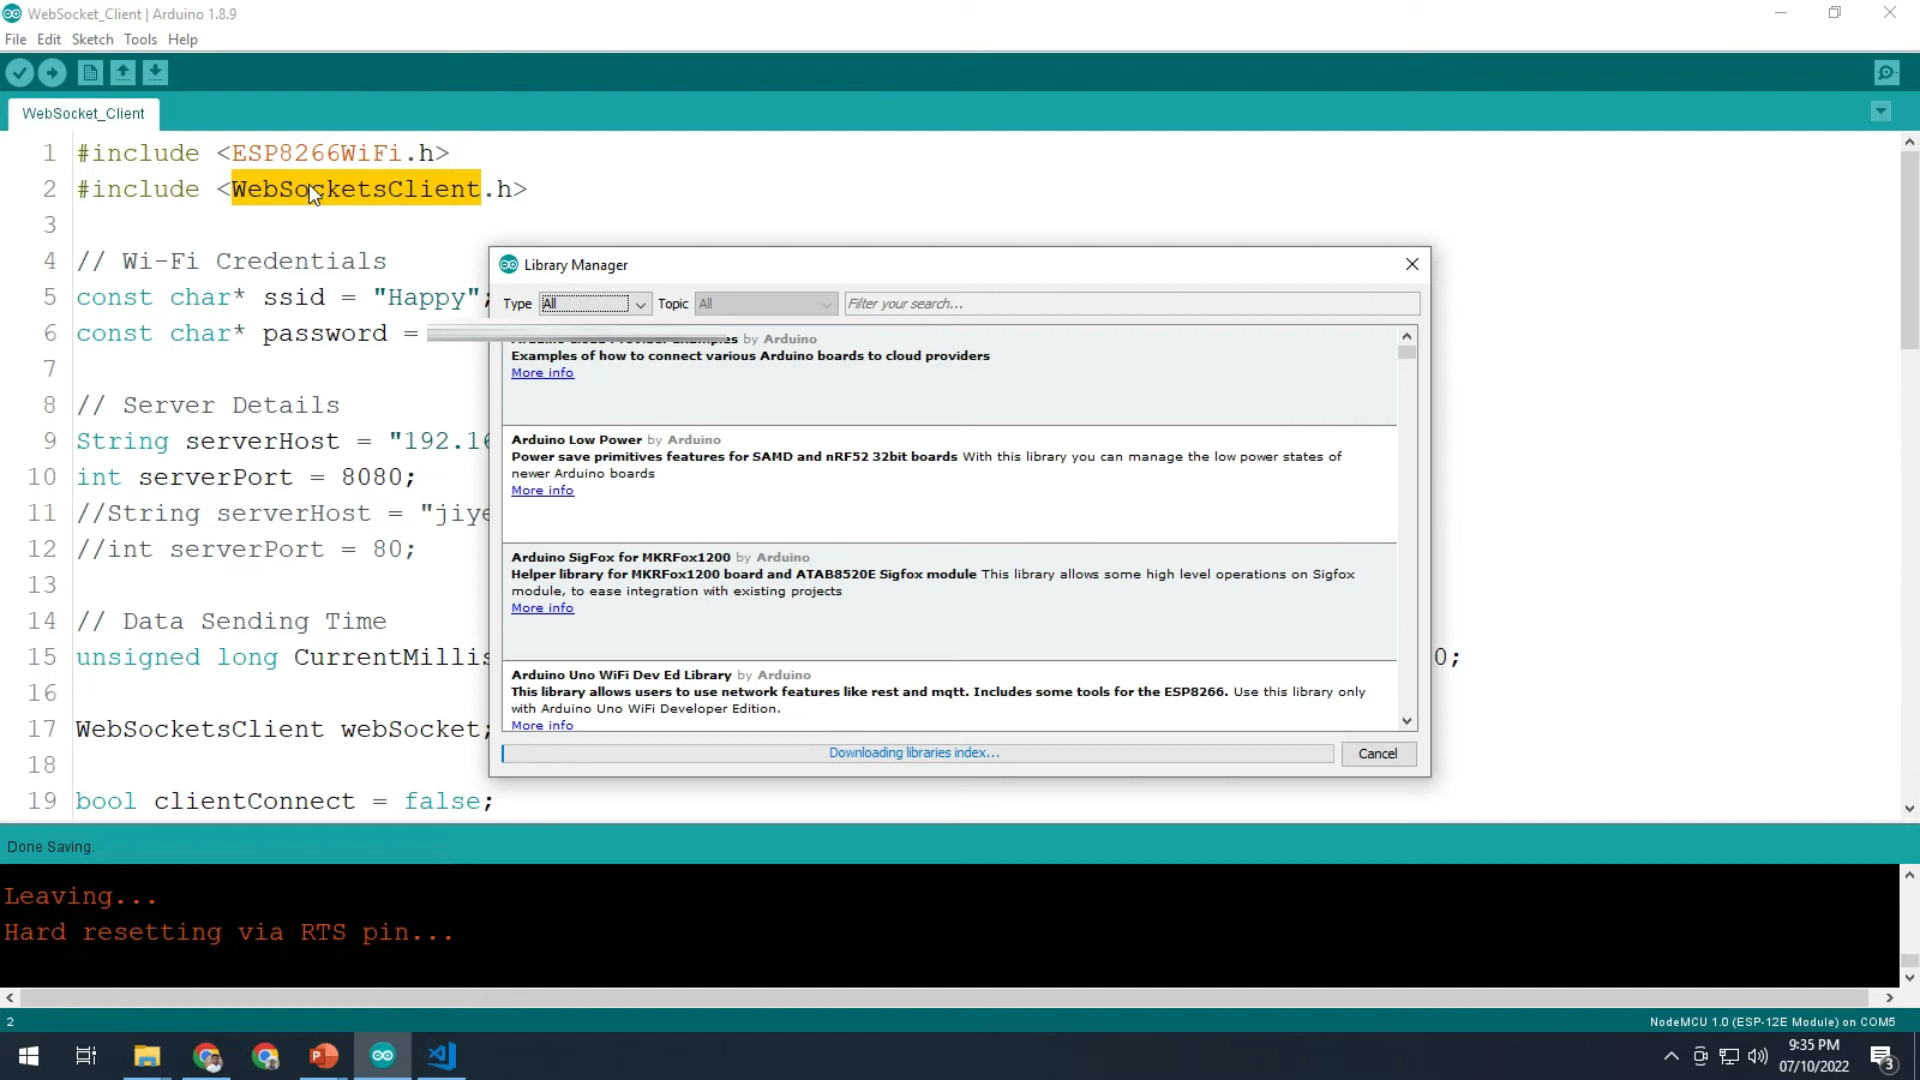 WebSocket_Client | Arduino 1.8.9
File Edit Sketch Tools Help
WebSocket_Client
1 #include <ESP8266WiFi.h>
2 #include <WebSocketsClient.h>
3
4 // Wi-Fi Credentials
5 const char* ssid = "Happy";
6 const char* password =
7
8 // Server Details
9 String serverHost = "192.16
10 int serverPort = 8080;
11 //String serverHost = "jiye
12 //int serverPort = 80;
13
14 // Data Sending Time
15 unsigned long CurrentMillis 0;
16
17 WebSocketsClient webSocket;
18
19 bool clientConnect = false;
Library Manager
Type All Topic All Filter your search...
by Arduino
Examples of how to connect various Arduino boards to cloud providers
More info
Arduino Low Power by Arduino
Power save primitives features for SAMD and nRF52 32bit boards With this library you can manage the low power states of
newer Arduino boards
More info
Arduino SigFox for MKRFox1200 by Arduino
Helper library for MKRFox1200 board and ATAB8520E Sigfox module This library allows some high level operations on Sigfox
module, to ease integration with existing projects
More info
Arduino Uno WiFi Dev Ed Library by Arduino
This library allows users to use network features like rest and mqtt. Includes some tools for the ESP8266. Use this library only
with Arduino Uno WiFi Developer Edition.
More info
Downloading libraries index... Cancel
Done Saving.
Leaving...
Hard resetting via RTS pin...
2 NodeMCU 1.0 (ESP-12E Module) on COM5
9:35 PM
07/10/2022
3